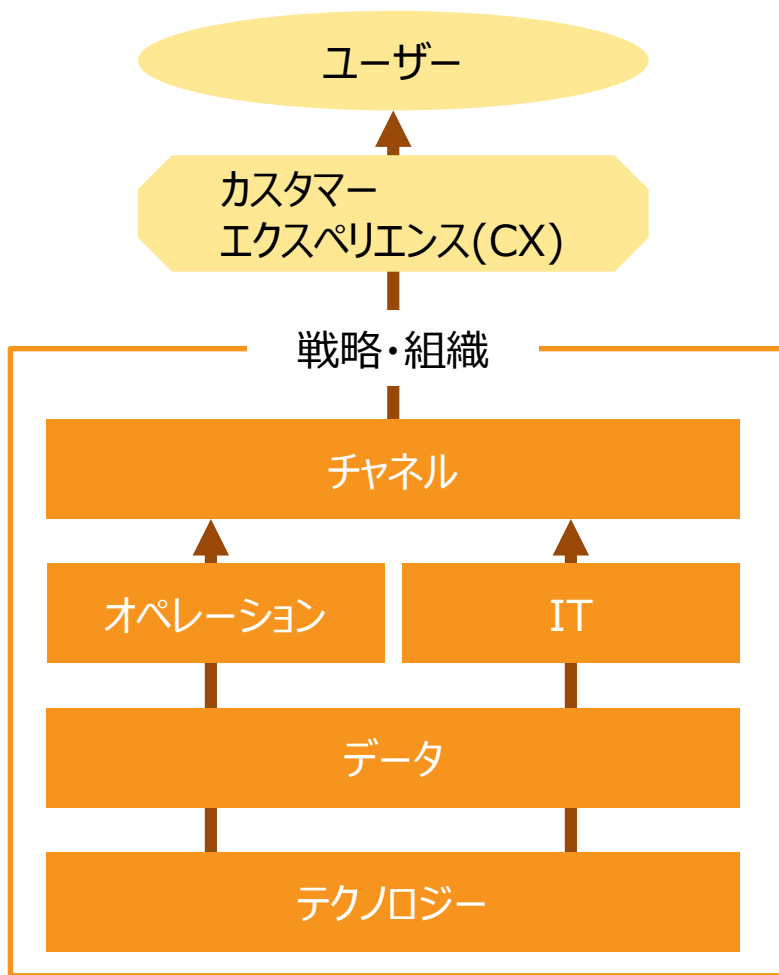 ユーザー
カスタマー
エクスペリエンス(CX)
戦略・組織
チャネル
オペレーション
IT
データ
テクノロジー